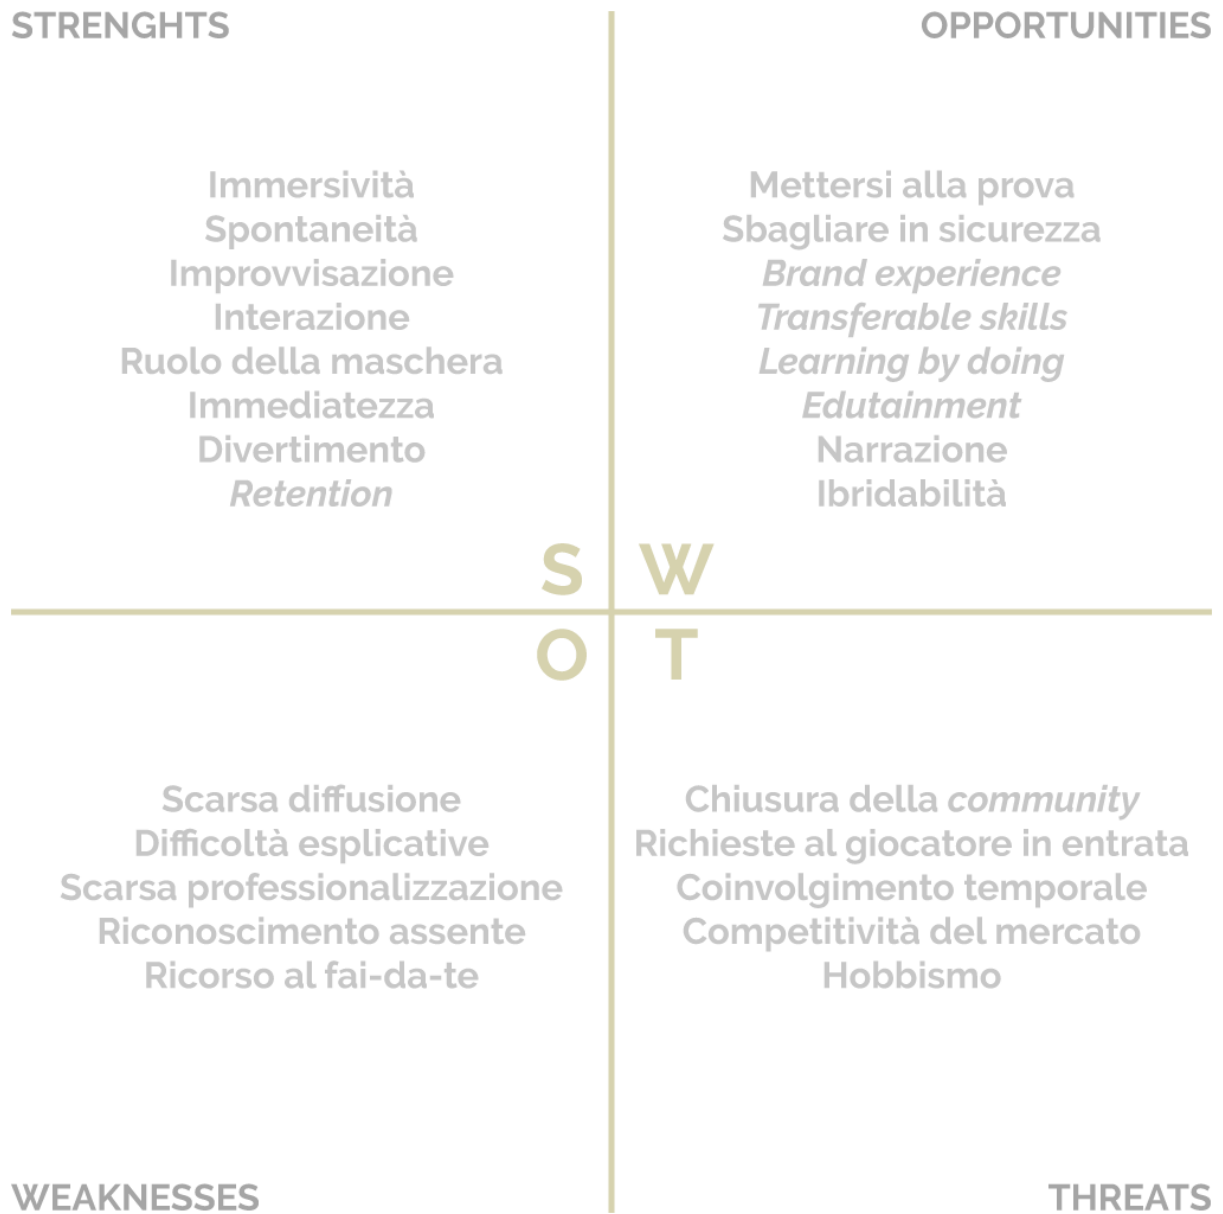 STRENGHTS
OPPORTUNITIES
Immersività
Spontaneità
Improvvisazione
Interazione
Ruolo della maschera
Immediatezza
Divertimento
Retention
Mettersi alla prova
Sbagliare in sicurezza
Brand experience
Transferable skills
Learning by doing
Edutainment
Narrazione
Ibridabilità
S W
O T
Scarsa diffusione
Difficoltà esplicative
Scarsa professionalizzazione
Riconoscimento assente
Ricorso al fai-da-te
Chiusura della community
Richieste al giocatore in entrata
Coinvolgimento temporale
Competitività del mercato
Hobbismo
WEAKNESSES
THREATS